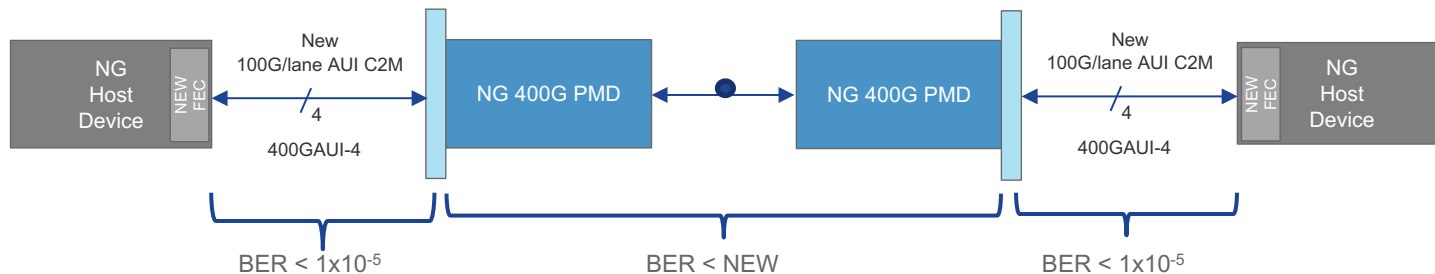 NG
Host
Device
NEW
FEC
New
100G/lane AUI C2M
4
400GAUI-4
NG 400G PMD
NG 400G PMD
New
100G/lane AUI C2M
4
400GAUI-4
NEW
FEC
NG
Host
Device
BER < 1x10⁻⁵
BER < NEW
BER < 1x10⁻⁵